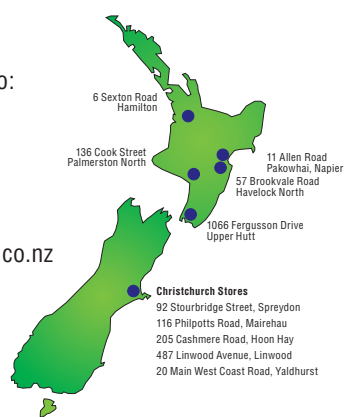 o:
6 Sexton Road
Hamilton
136 Cook Street
Palmerston North
11 Allen Road
Pakowhai, Napier
57 Brookvale Road
Havelock North
1066 Fergusson Drive
Upper Hutt
co.nz
Christchurch Stores
92 Stourbridge Street, Spreydon
116 Philpotts Road, Mairehau
205 Cashmere Road, Hoon Hay
487 Linwood Avenue, Linwood
20 Main West Coast Road, Yaldhurst